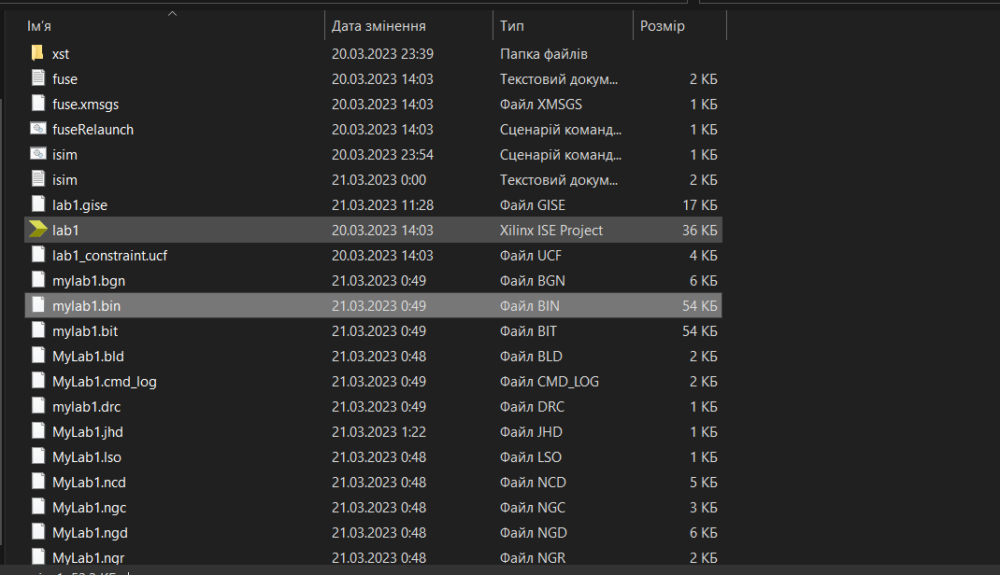 Ім'я Дата змінення Тип Розмір
xst 20.03.2023 23:39 Папка файлів
fuse 20.03.2023 14:03 Текстовий докум... 2 КБ
fuse.xmsgs 20.03.2023 14:03 Файл XMSGS 1 КБ
fuseRelaunch 20.03.2023 14:03 Сценарій команд... 1 КБ
isim 20.03.2023 23:54 Сценарій команд... 1 КБ
isim 21.03.2023 0:00 Текстовий докум... 2 КБ
lab1.gise 21.03.2023 11:28 Файл GISE 17 КБ
lab1 20.03.2023 14:03 Xilinx ISE Project 36 КБ
lab1_constraint.ucf 20.03.2023 14:03 Файл UCF 4 КБ
mylab1.bgn 21.03.2023 0:49 Файл BGN 6 КБ
mylab1.bin 21.03.2023 0:49 Файл BIN 54 КБ
mylab1.bit 21.03.2023 0:49 Файл BIT 54 КБ
MyLab1.bld 21.03.2023 0:48 Файл BLD 2 КБ
MyLab1.cmd_log 21.03.2023 0:49 Файл CMD_LOG 2 КБ
mylab1.drc 21.03.2023 0:49 Файл DRC 1 КБ
MyLab1.jhd 21.03.2023 1:22 Файл JHD 1 КБ
MyLab1.lso 21.03.2023 0:48 Файл LSO 1 КБ
MyLab1.ncd 21.03.2023 0:48 Файл NCD 5 КБ
MyLab1.ngc 21.03.2023 0:48 Файл NGC 3 КБ
MyLab1.ngd 21.03.2023 0:48 Файл NGD 6 КБ
MyLab1.ngr 21.03.2023 0:48 Файл NGR 2 КБ